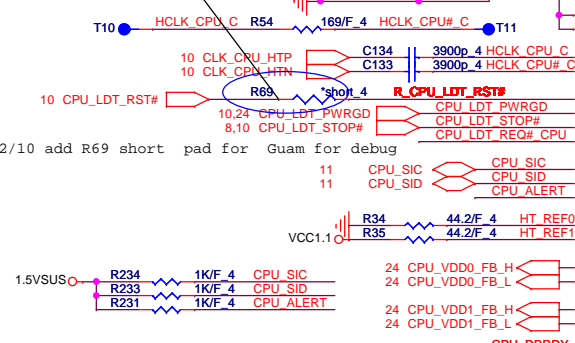 T10 HCLK_CPU_C R54 169/F_4 HCLK_CPU#_C T11
10 CLK_CPU_HTP C134 3900p_4 HCLK_CPU_C
10 CLK_CPU_HTN C133 3900p_4 HCLK_CPU#_C
10 CPU_LDT_RST# R69 *short_4 R_CPU_LDT_RST#
10,24 CPU_LDT_PWRGD CPU_LDT_PWRGD
8,10 CPU_LDT_STOP# CPU_LDT_STOP#
CPU_LDT_REQ#_CPU
2/10 add R69 short pad for Guam for debug
11 CPU_SIC CPU_SIC
11 CPU_SID CPU_SID
CPU_ALERT
R34 44.2/F_4 HT_REF0
VCC1.1 R35 44.2/F_4 HT_REF1
1.5VSUS R234 1K/F_4 CPU_SIC
R233 1K/F_4 CPU_SID
R231 1K/F_4 CPU_ALERT
24 CPU_VDD0_FB_H
24 CPU_VDD0_FB_L
24 CPU_VDD1_FB_H
24 CPU_VDD1_FB_L